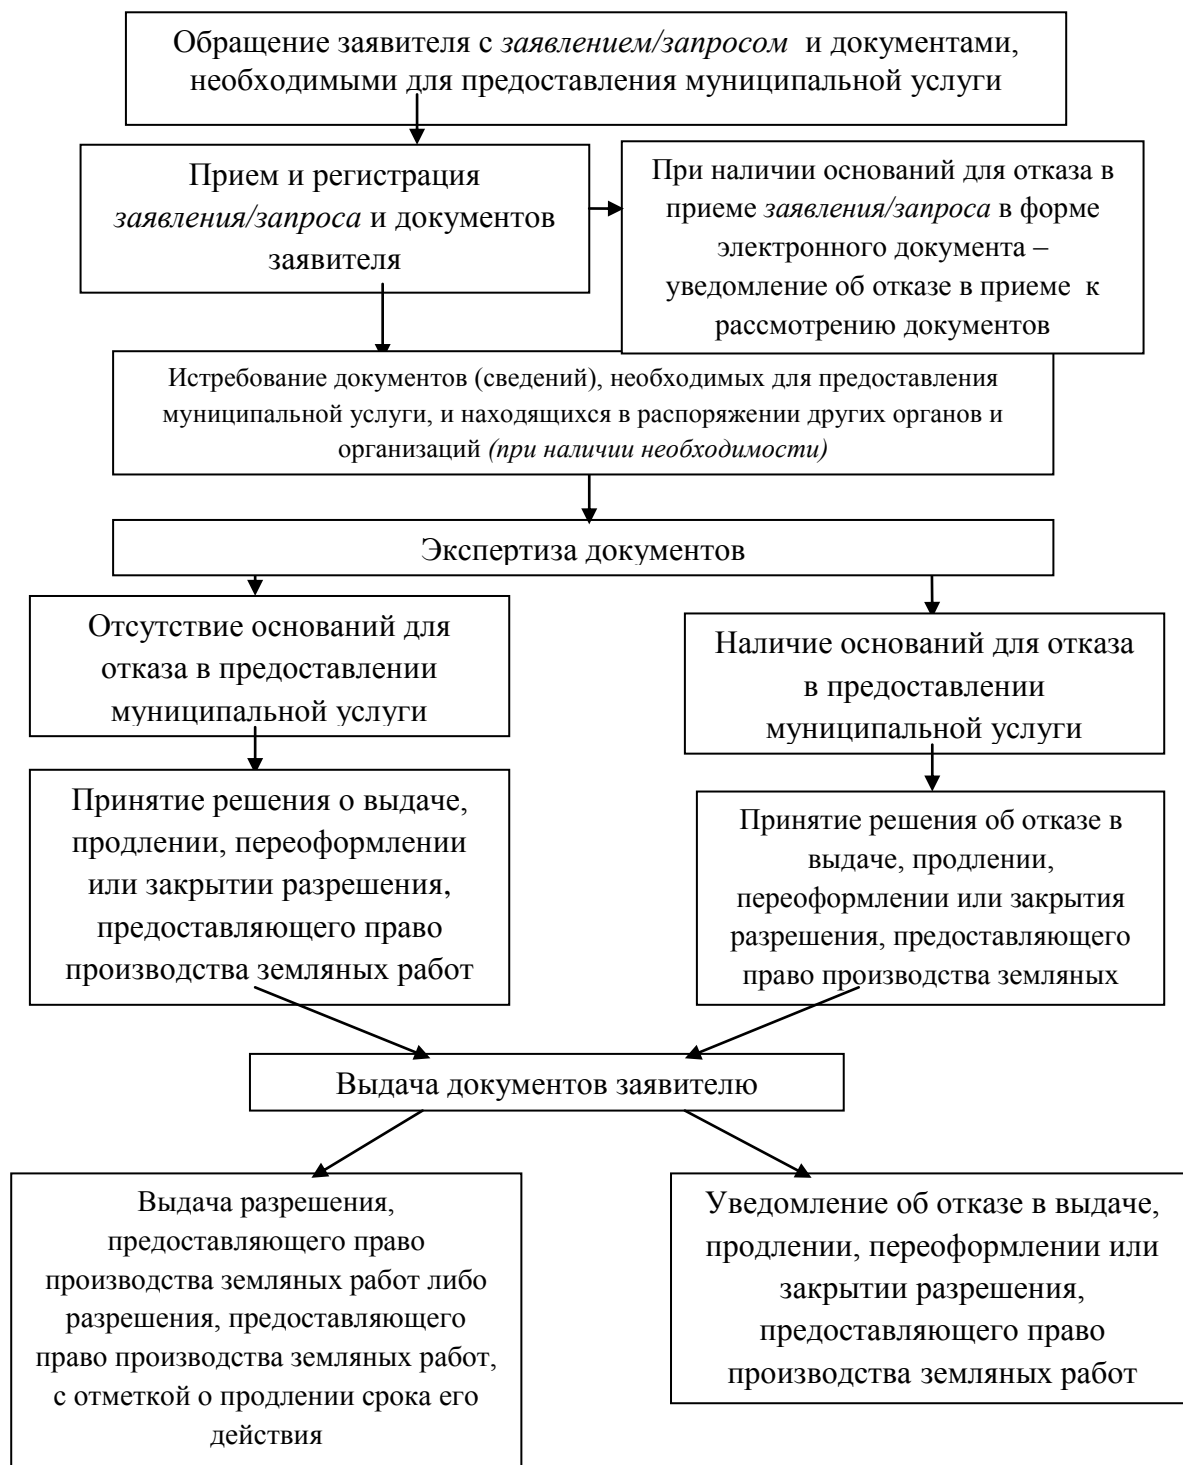 Обращение заявителя с заявлением/запросом и документами,
необходимыми для предоставления муниципальной услуги
Прием и регистрация
заявления/запроса и документов
заявителя
При наличии оснований для отказа в
приеме заявления/запроса в форме
электронного документа –
уведомление об отказе в приеме к
рассмотрению документов
Истребование документов (сведений), необходимых для предоставления
муниципальной услуги, и находящихся в распоряжении других органов и
организаций (при наличии необходимости)
Экспертиза документов
Отсутствие оснований для
отказа в предоставлении
муниципальной услуги
Наличие оснований для отказа
в предоставлении
муниципальной услуги
Принятие решения о выдаче,
продлении, переоформлении
или закрытии разрешения,
предоставляющего право
производства земляных работ
Принятие решения об отказе в
выдаче, продлении,
переоформлении или закрытия
разрешения, предоставляющего
право производства земляных
Выдача документов заявителю
Выдача разрешения,
предоставляющего право
производства земляных работ либо
разрешения, предоставляющего
право производства земляных работ,
с отметкой о продлении срока его
действия
Уведомление об отказе в выдаче,
продлении, переоформлении или
закрытии разрешения,
предоставляющего право
производства земляных работ